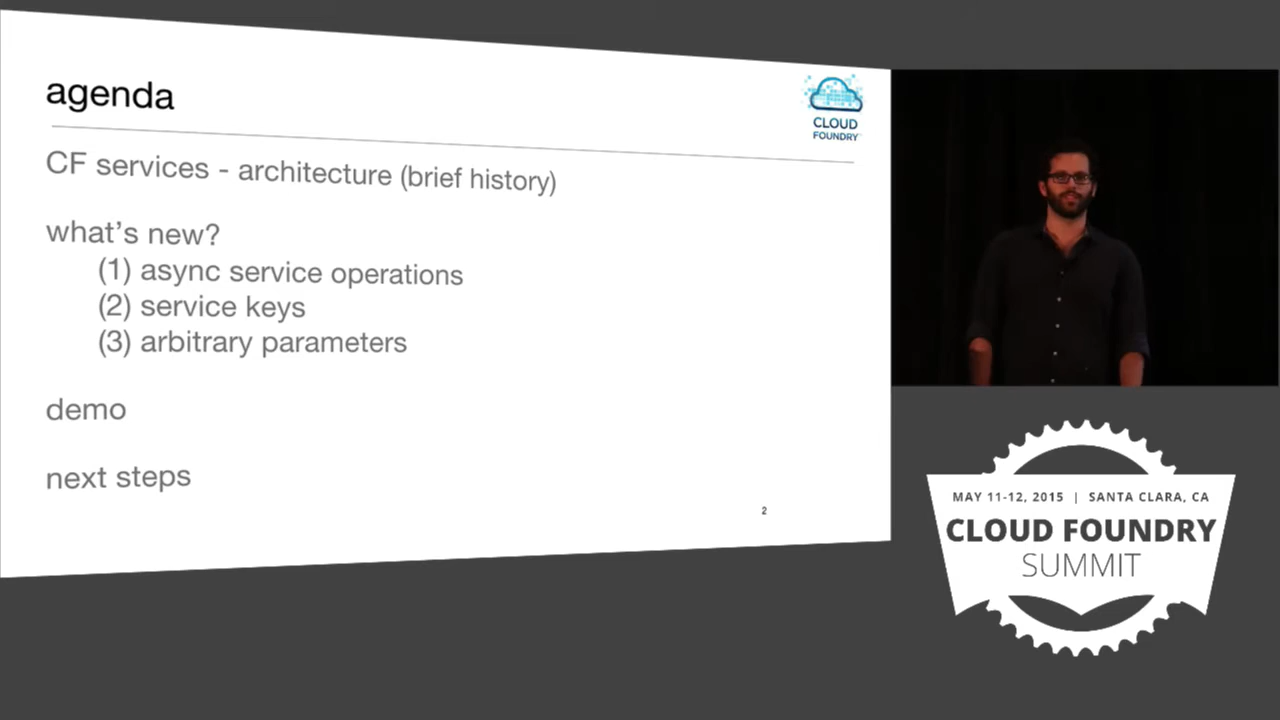 agenda
CLOUD
FOUNDRY
CF services - architecture (brief history)
what's new?
(1) async service operations
(2) service keys
(3) arbitrary parameters
demo
next steps
2
MAY 11-12, 2015 | SANTA CLARA, CA
CLOUD FOUNDRY
SUMMIT